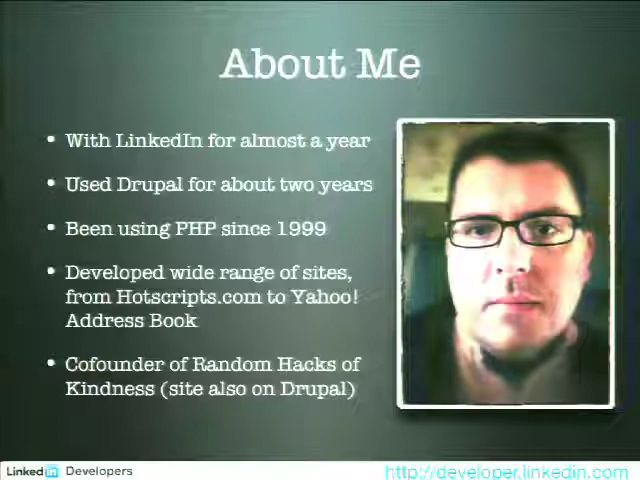 About Me
• With LinkedIn for almost a year
• Used Drupal for about two years
• Been using PHP since 1999
• Developed wide range of sites,
from Hotscripts.com to Yahoo!
Address Book
• Cofounder of Random Hacks of
Kindness (site also on Drupal)
Linked in Developers
http://developer.linkedin.com